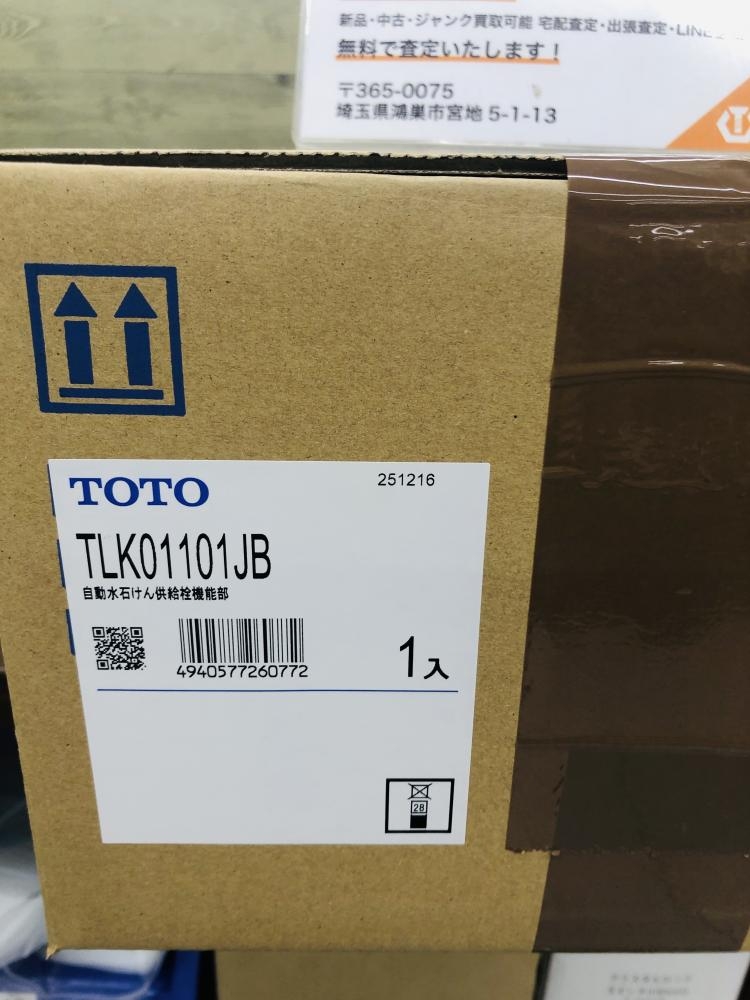 新品・中古・ジャンク買取可能 宅配査定・出張査定・LINE
無料で査定いたします！
〒365-0075
埼玉県鴻巣市宮地 5-1-13
TOTO
251216
TLK01101JB
自動水石けん供給栓機能部
4940577260772
1入
2B